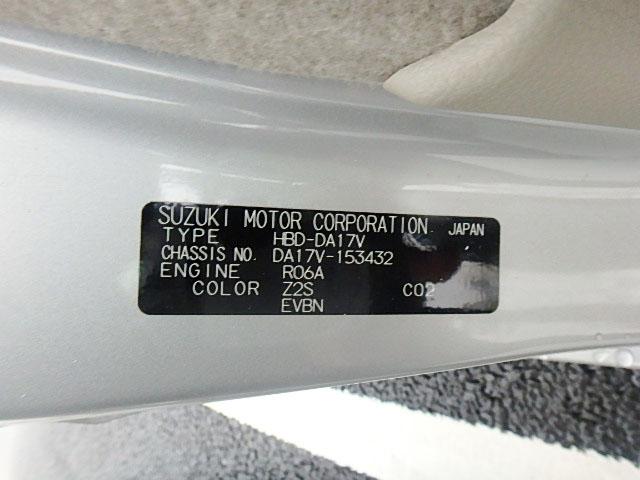 SUZUKI MOTOR CORPORATION JAPAN
TYPE HBD-DA17V
CHASSIS NO. DA17V-153432
ENGINE R06A
COLOR Z2S C02
EVBN